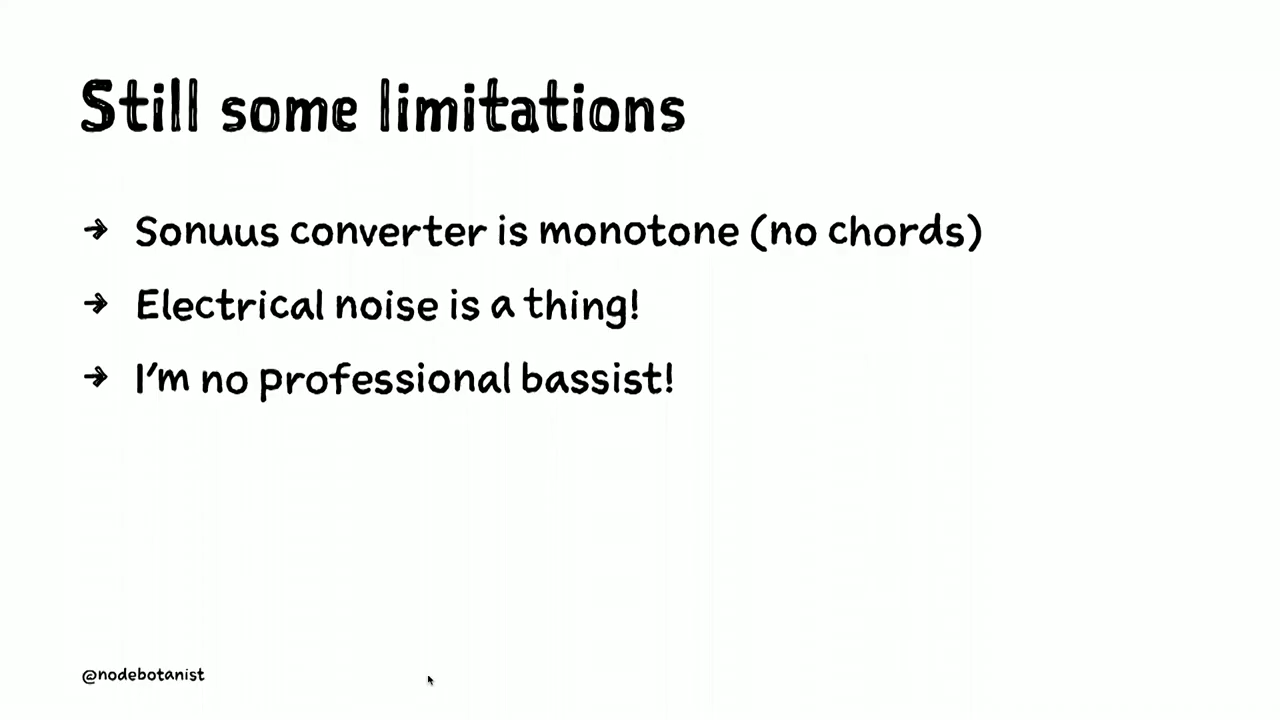 Still some limitations
→ Sonuus converter is monotone (no chords)
→ Electrical noise is a thing!
→ I’m no professional bassist!
@nodebotanist